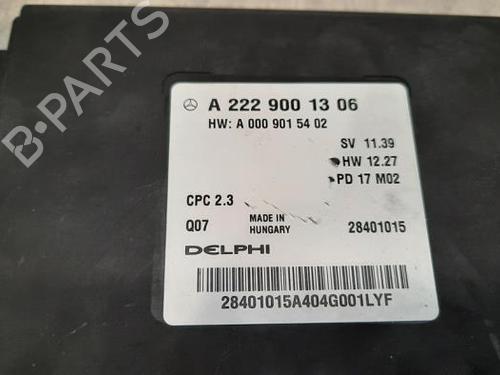 A 222 900 13 06
HW: A 000 901 54 02
SV 11.39
HW 12.27
PD 17 M02
CPC 2.3
Q07
MADE IN
HUNGARY
28401015
DELPHI
28401015A404G001LYF
B-PARTS